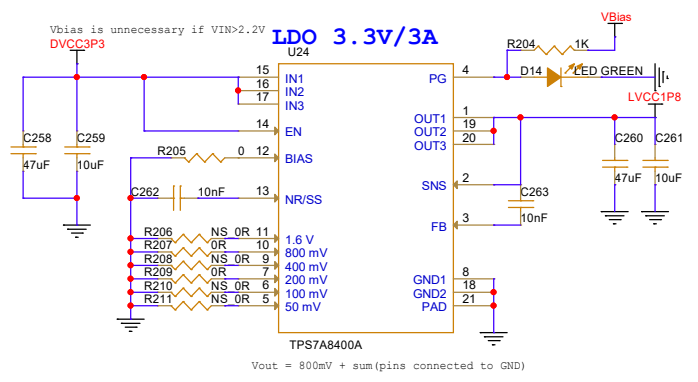 Vbias is unnecessary if VIN>2.2V
LDO 3.3V/3A
VBias
DVCC3P3
U24
R204
1K
15
IN1
16
IN2
17
IN3
4
PG
D14
LED GREEN
LVCC1P8
14
EN
1
OUT1
19
OUT2
20
OUT3
C258
47uF
C259
10uF
R205
0
12
BIAS
C260
47uF
C261
10uF
C262
10nF
13
NR/SS
2
SNS
C263
10nF
3
FB
R206
NS_0R
11
1.6 V
R207
0R
10
800 mV
R208
NS_0R
9
400 mV
R209
0R
7
200 mV
R210
NS_0R
6
100 mV
R211
NS_0R
5
50 mV
8
GND1
18
GND2
21
PAD
TPS7A8400A
Vout = 800mV + sum(pins connected to GND)